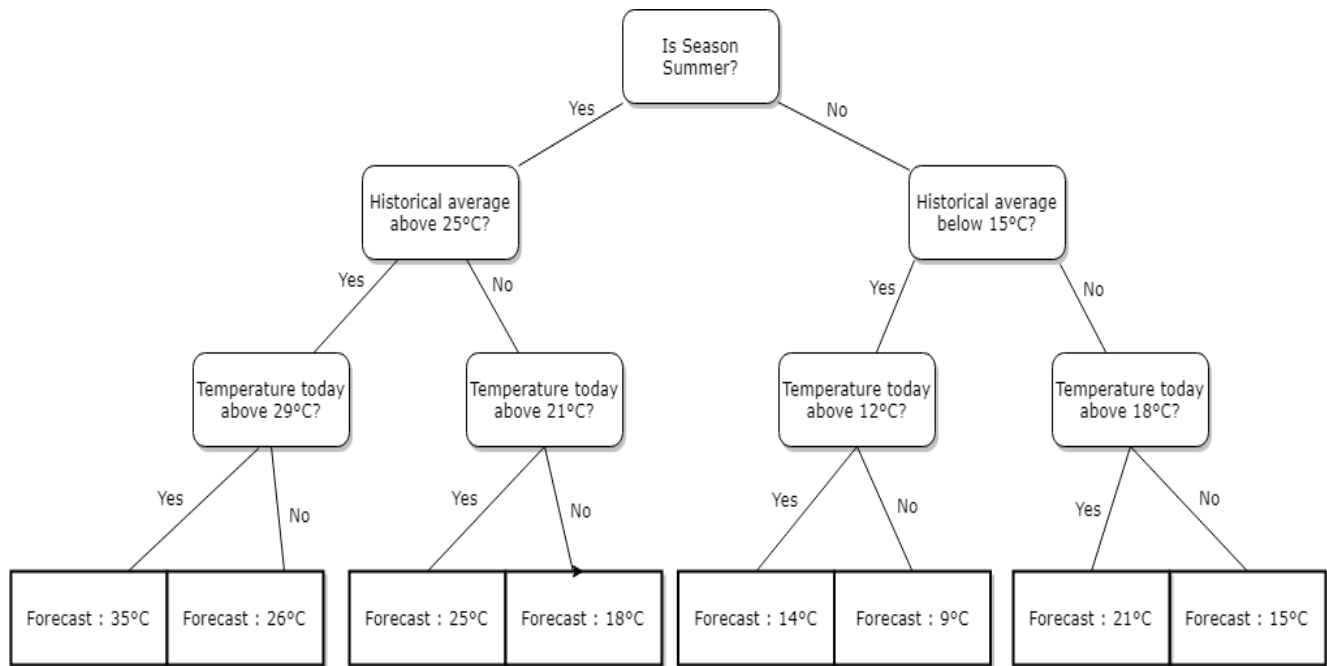 Is Season
Summer?
Yes
No
Historical average
above 25ºC?
Historical average
below 15ºC?
Yes
No
Yes
No
Temperature today
above 29ºC?
Temperature today
above 21ºC?
Temperature today
above 12ºC?
Temperature today
above 18ºC?
Yes
No
Yes
No
Yes
No
Yes
No
Forecast : 35ºC
Forecast : 26ºC
Forecast : 25ºC
Forecast : 18ºC
Forecast : 14ºC
Forecast : 9ºC
Forecast : 21ºC
Forecast : 15ºC